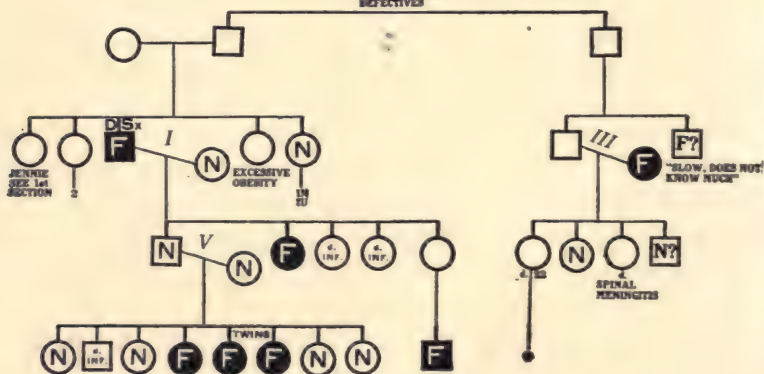 DEFECTIVES
DISx
F
I
N
EXCESSIVE
OBESITY
N
JENNIE
SEE 1st
SECTION
2
III
F
F?
"SLOW, DOES NOT
KNOW MUCH"
N
V
N
F
d.
INF.
d.
INF.
N
d.
SPINAL
MENINGITIS
N?
TWINS
N
d.
INF.
N
F
F
F
N
N
F